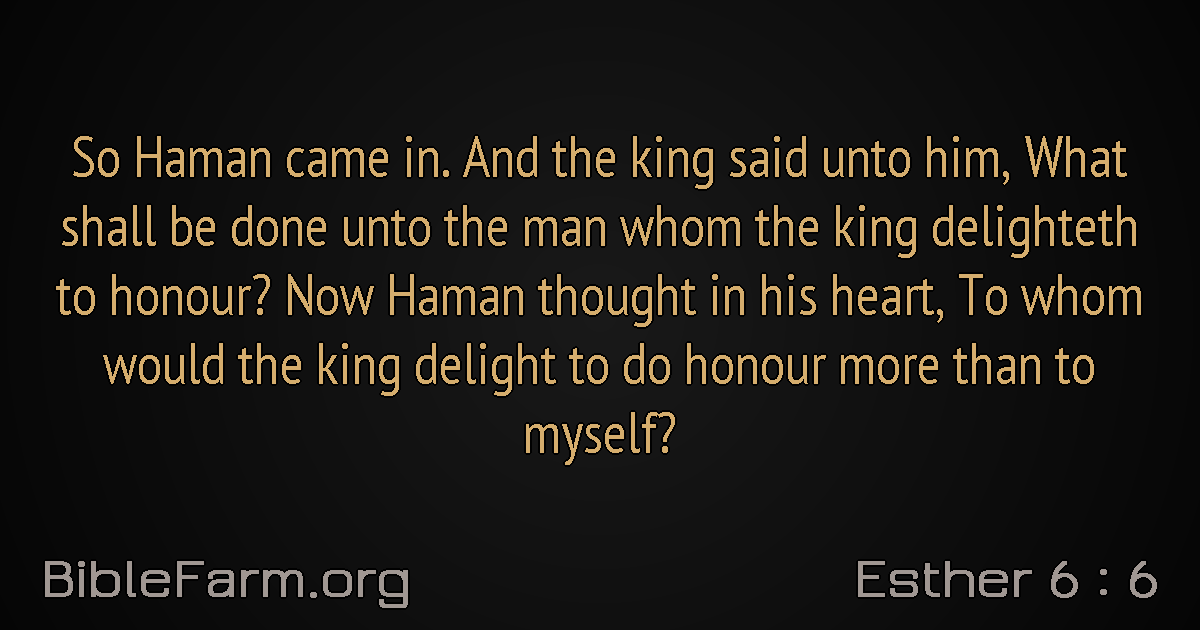 So Haman came in. And the king said unto him, What
shall be done unto the man whom the king delighteth
to honour? Now Haman thought in his heart, To whom
would the king delight to do honour more than to
myself?
BibleFarm.org
Esther 6 : 6